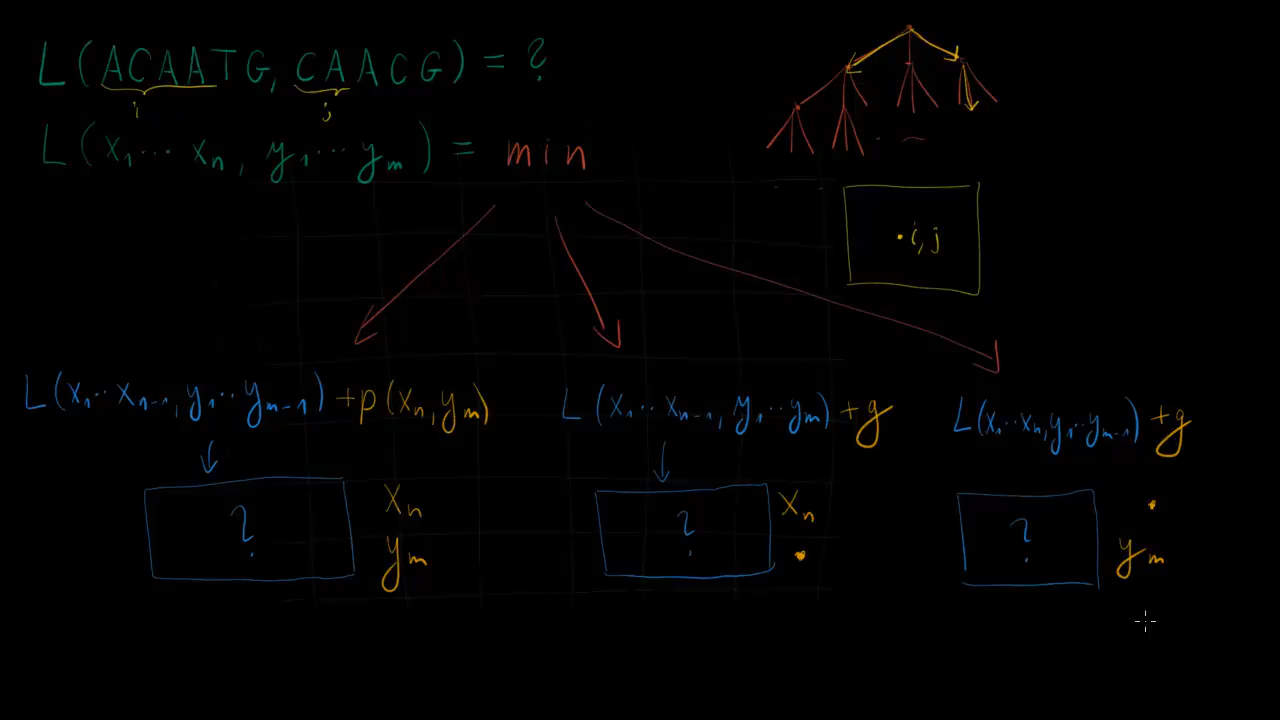 L(ACAATG, CAACG) = ?
i j
L(x₁⋯xₙ, y₁⋯yₘ) = min
• i, j
L(x₁⋯xₙ₋₁, y₁⋯yₘ₋₁) + p(xₙ, yₘ) L(x₁⋯xₙ₋₁, y₁⋯yₘ) + g L(x₁⋯xₙ, y₁⋯yₘ₋₁) + g
? xₙ ? xₙ ? •
yₘ • yₘ